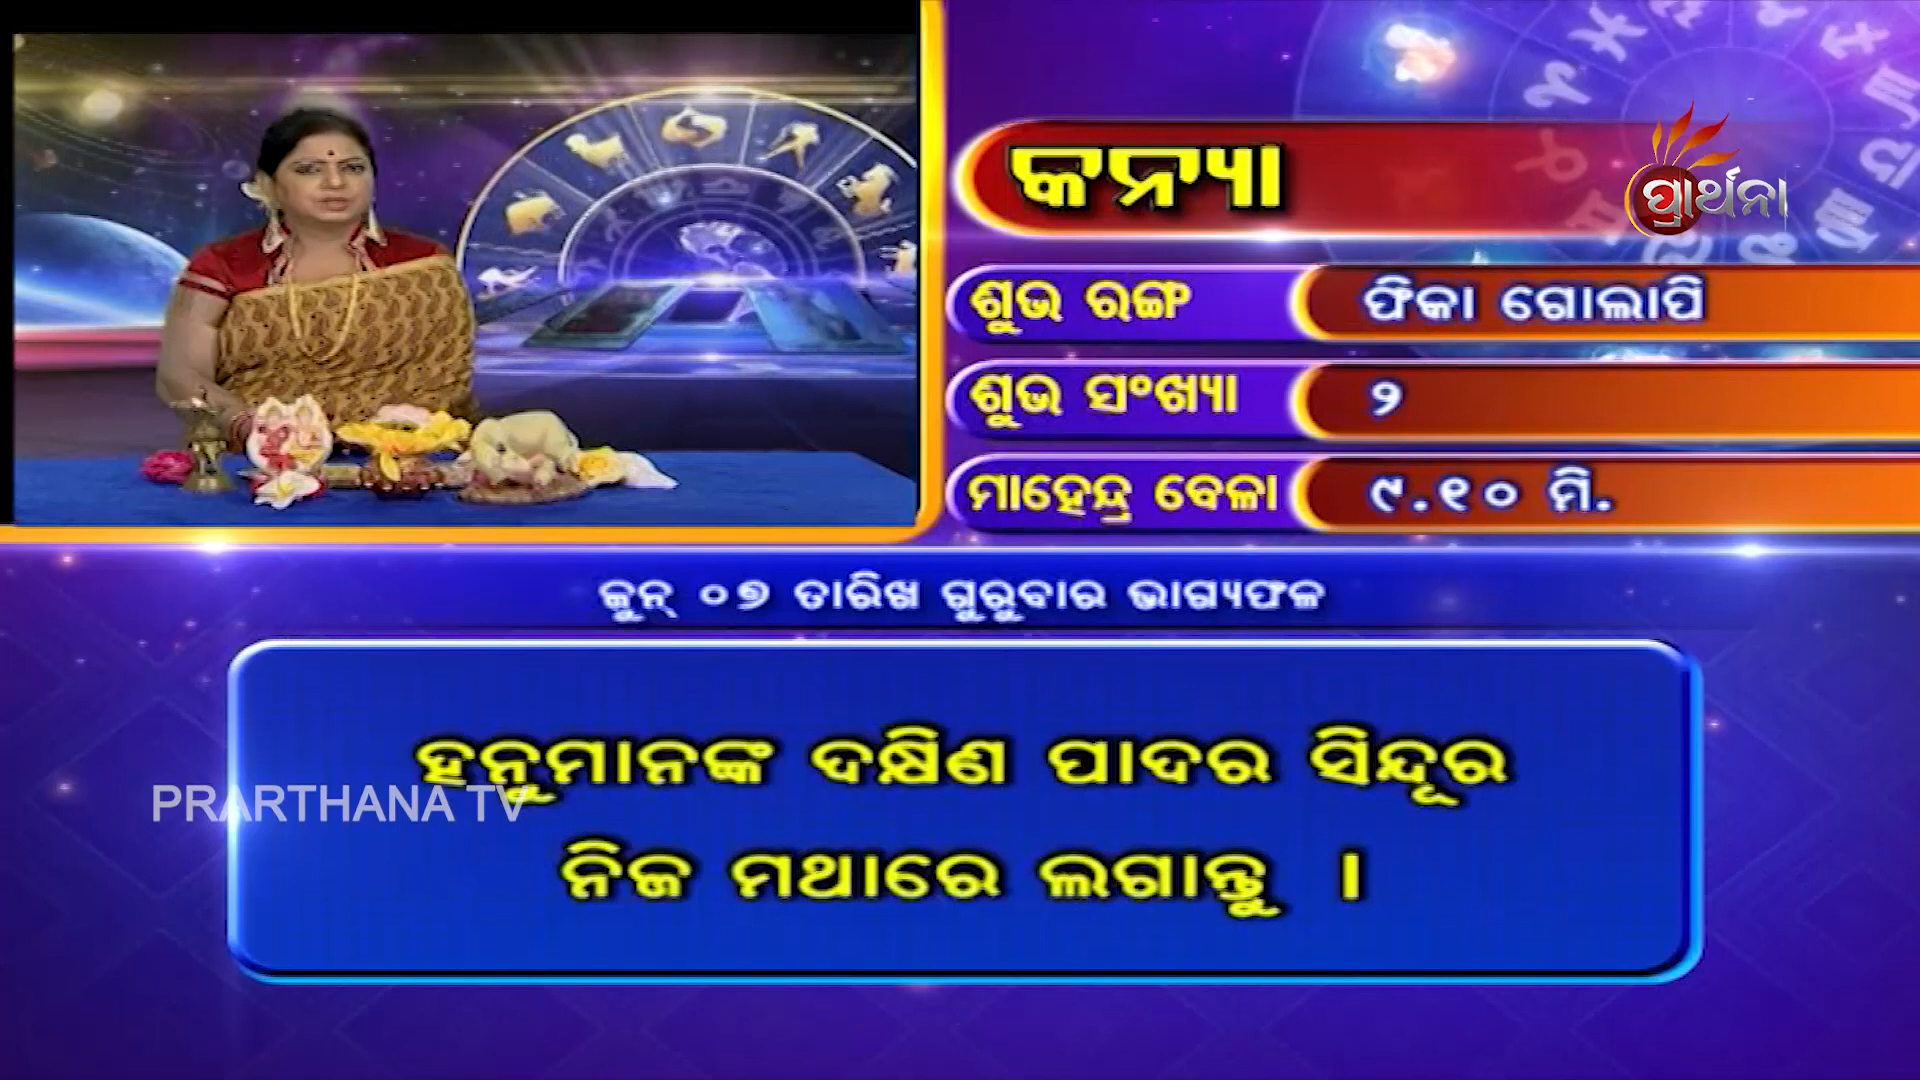 କନ୍ୟା
ପ୍ରାର୍ଥନା
ଶୁଭ ରଙ୍ଗ ଫିକା ଗୋଲାପି
ଶୁଭ ସଂଖ୍ୟା ୨
ମାହେନ୍ଦ୍ର ବେଳା ୯.୧୦ ମି.
ଜୁନ୍ ୦୭ ତାରିଖ ଗୁରୁବାର ଭାଗ୍ୟଫଳ
ହନୁମାନଙ୍କ ଦକ୍ଷିଣ ପାଦର ସିନ୍ଦୂର
PRARTHANA TV
ନିଜ ମଥାରେ ଲଗାନ୍ତୁ ।